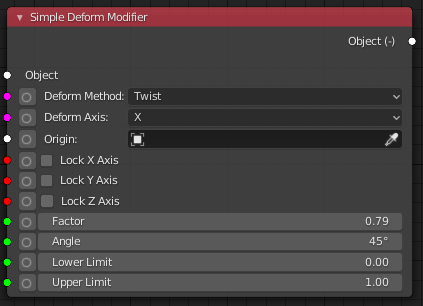 Simple Deform Modifier
Object (-)
Object
Deform Method: Twist
Deform Axis: X
Origin:
Lock X Axis
Lock Y Axis
Lock Z Axis
Factor 0.79
Angle 45°
Lower Limit 0.00
Upper Limit 1.00